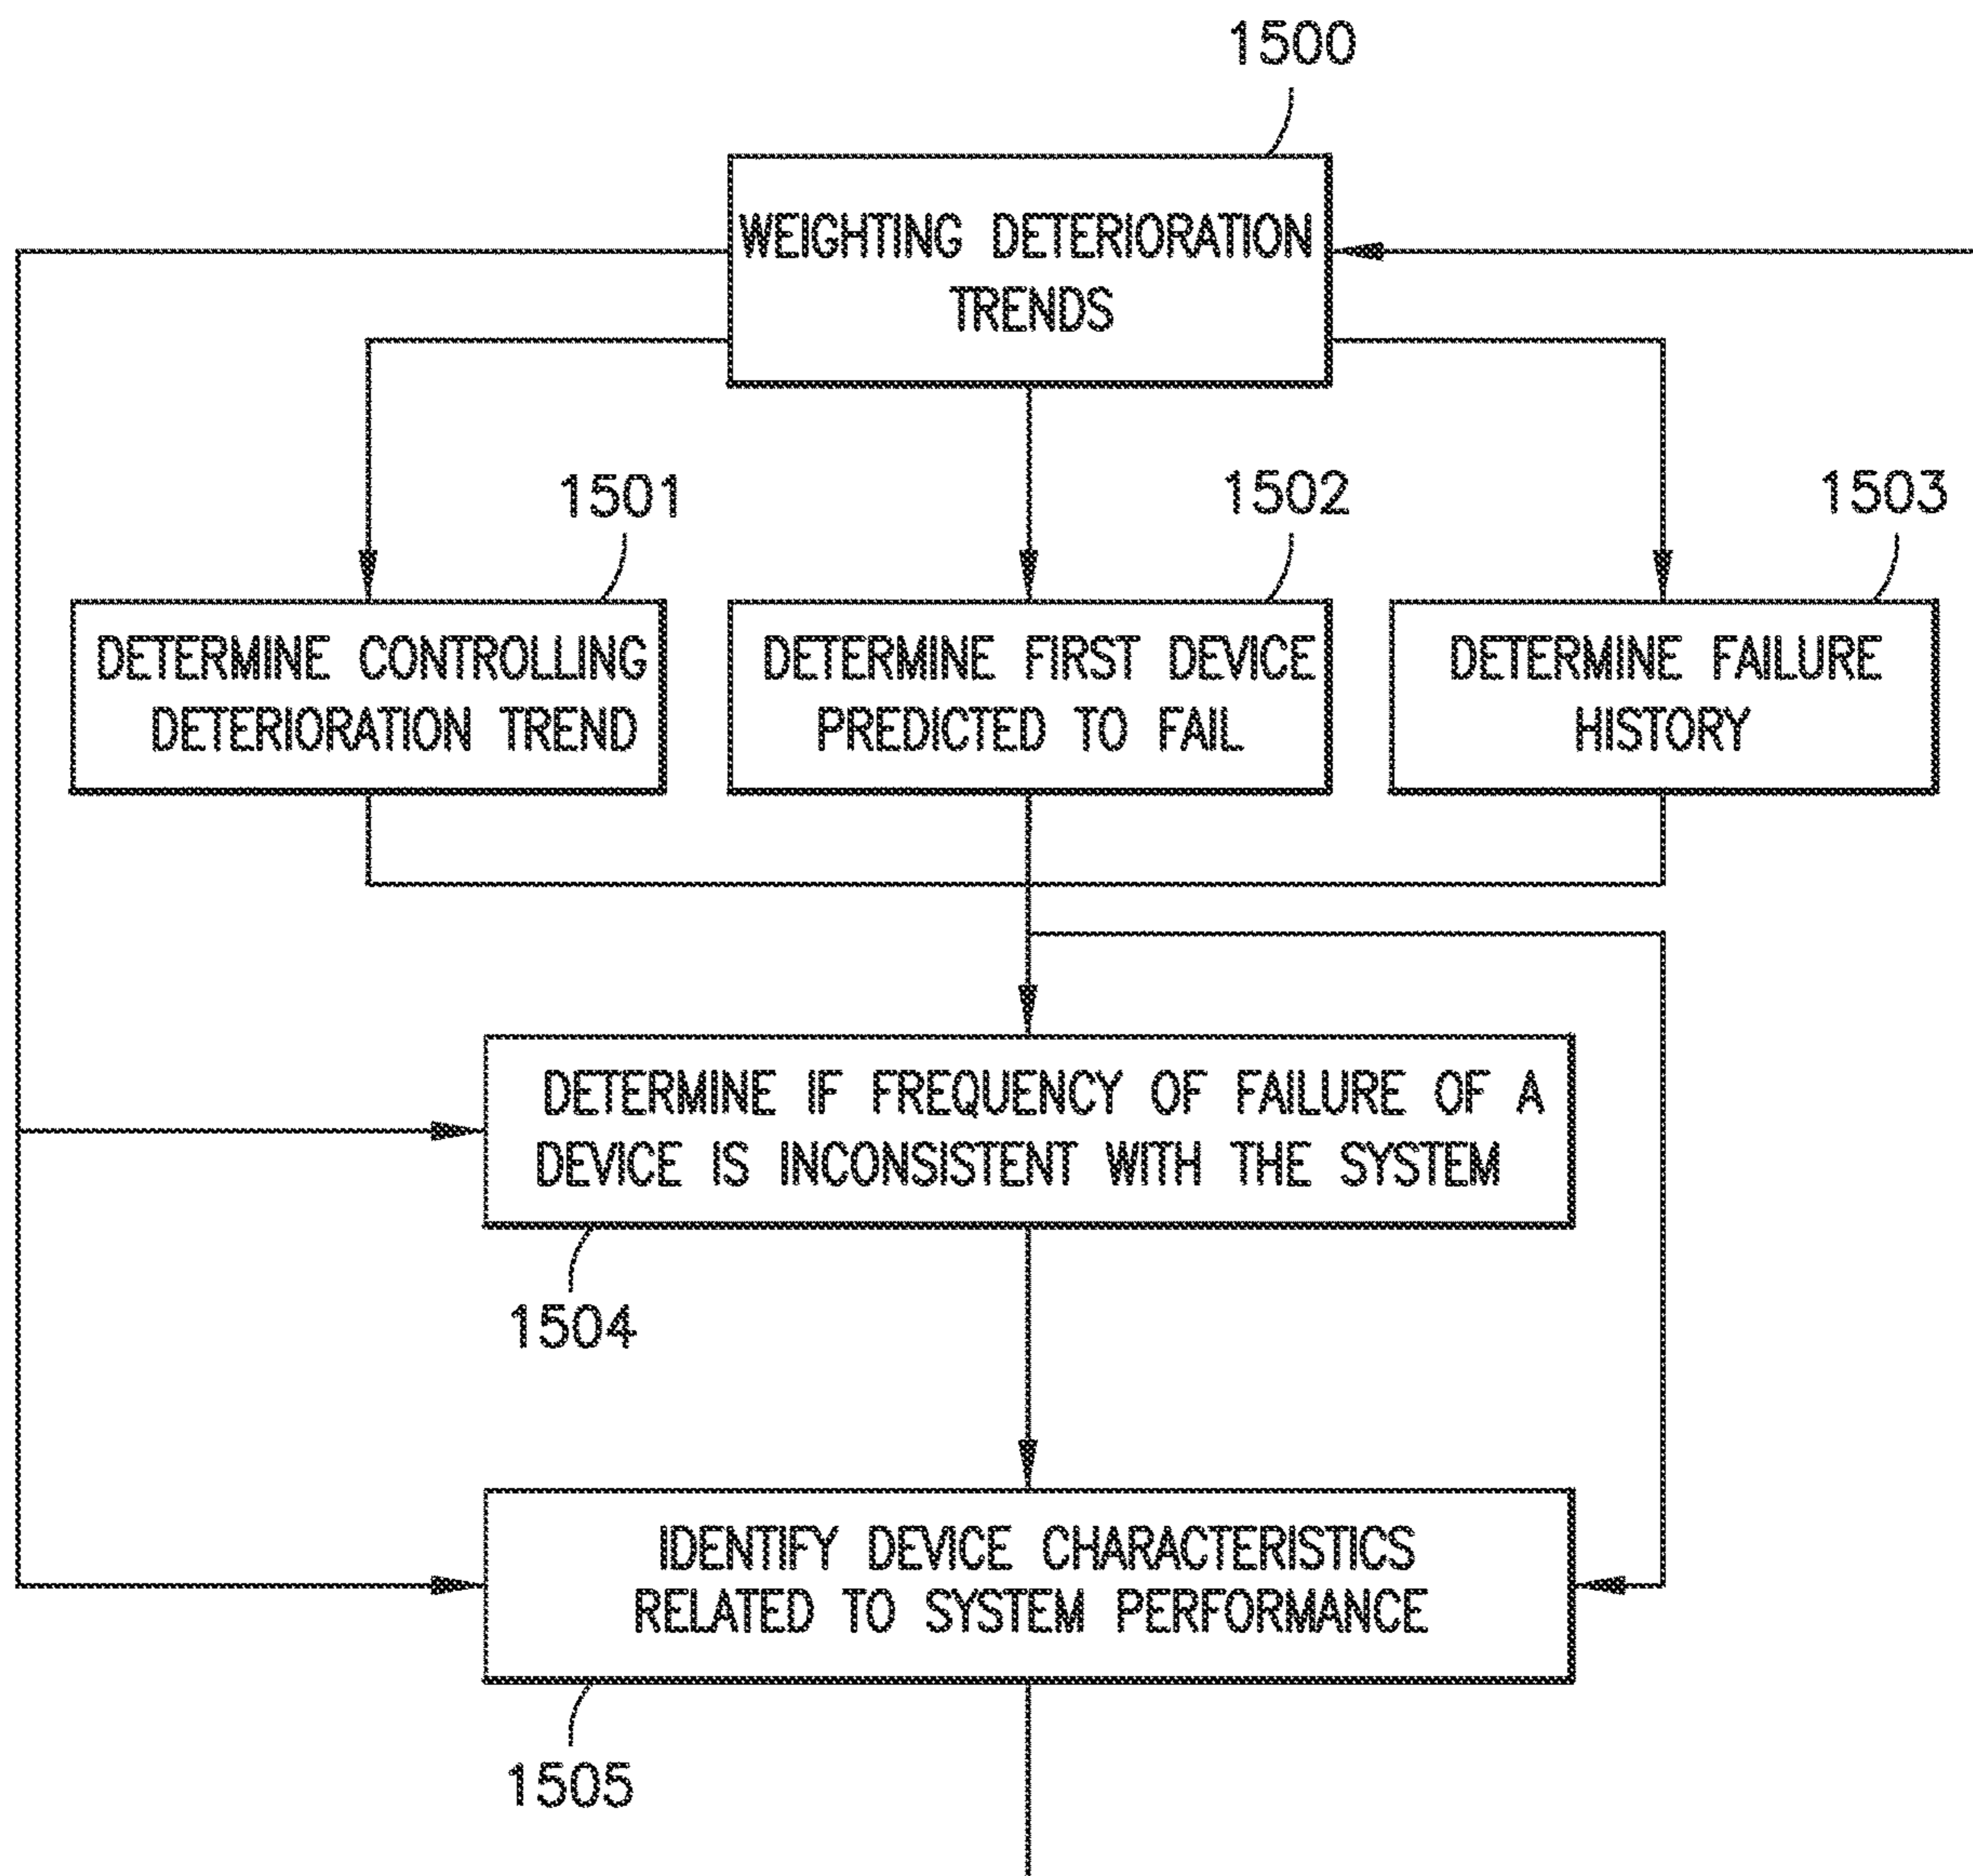 1500
WEIGHTING DETERIORATION
TRENDS
1501
1502
1503
DETERMINE CONTROLLING
DETERIORATION TREND
DETERMINE FIRST DEVICE
PREDICTED TO FAIL
DETERMINE FAILURE
HISTORY
DETERMINE IF FREQUENCY OF FAILURE OF A
DEVICE IS INCONSISTENT WITH THE SYSTEM
1504
IDENTIFY DEVICE CHARACTERISTICS
RELATED TO SYSTEM PERFORMANCE
1505